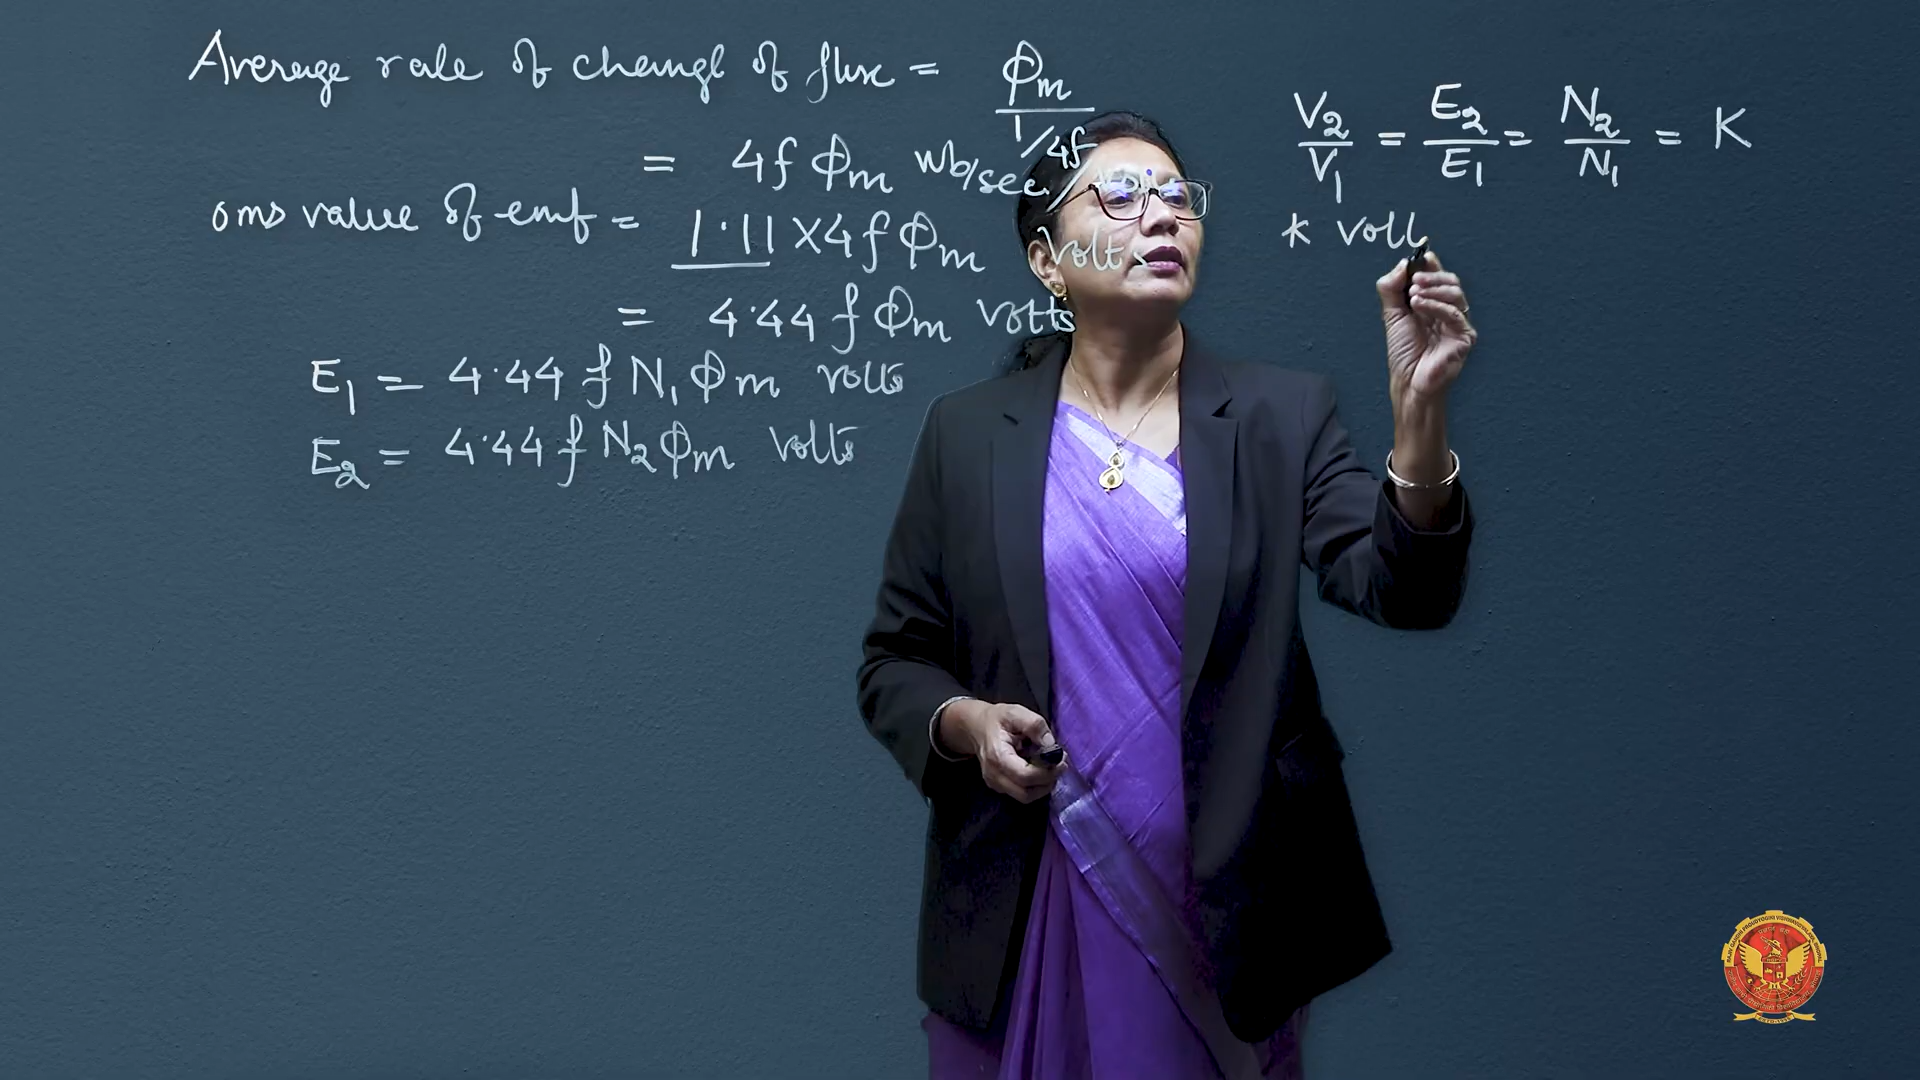 Average rate of change of flux = ϕm / 1/4f
= 4f ϕm wb/sec./
rms value of emf = 1.11 × 4f ϕm volts
= 4.44 f ϕm volts
E1 = 4.44 f N1 ϕm volts
E2 = 4.44 f N2 ϕm volts
V2/V1 = E2/E1 = N2/N1 = K
* volt